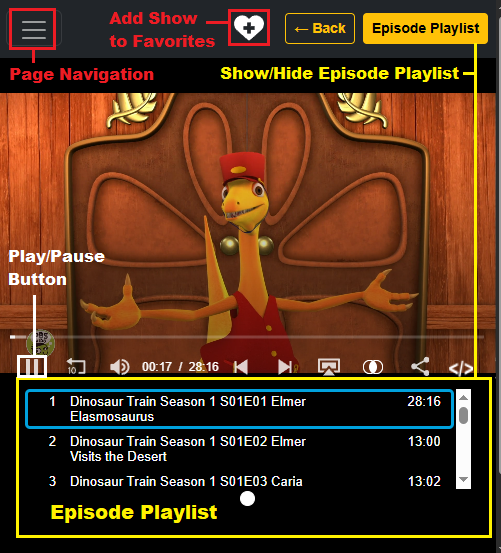 Add Show
to Favorites
← Back
Episode Playlist
Page Navigation
Show/Hide Episode Playlist
Play/Pause
Button
PBS
10
00:17 / 28:16
</>
1 Dinosaur Train Season 1 S01E01 Elmer 28:16
Elasmosaurus
2 Dinosaur Train Season 1 S01E02 Elmer 13:00
Visits the Desert
3 Dinosaur Train Season 1 S01E03 Caria 13:02
Episode Playlist